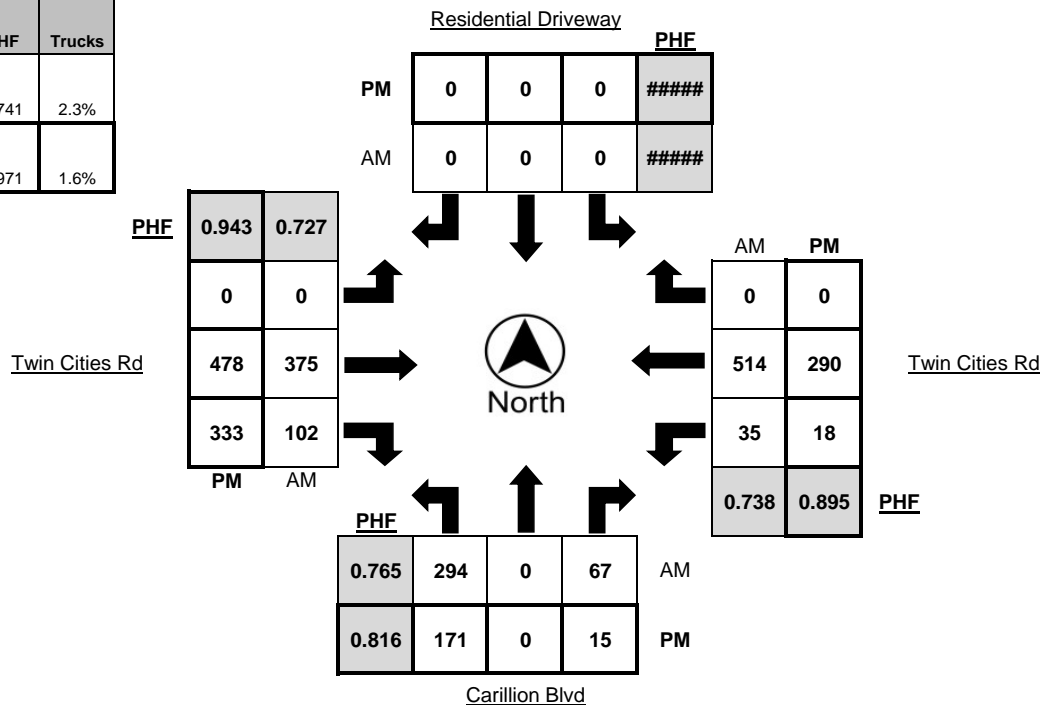 Residential Driveway
HF Trucks
PHF
741 2.3%
PM 0 0 0 #####
971 1.6%
AM 0 0 0 #####
PHF 0.943 0.727
AM PM
0 0
0 0
Twin Cities Rd 478 375
North
514 290 Twin Cities Rd
333 102
35 18
PM AM
0.738 0.895 PHF
PHF
0.765 294 0 67 AM
0.816 171 0 15 PM
Carillion Blvd